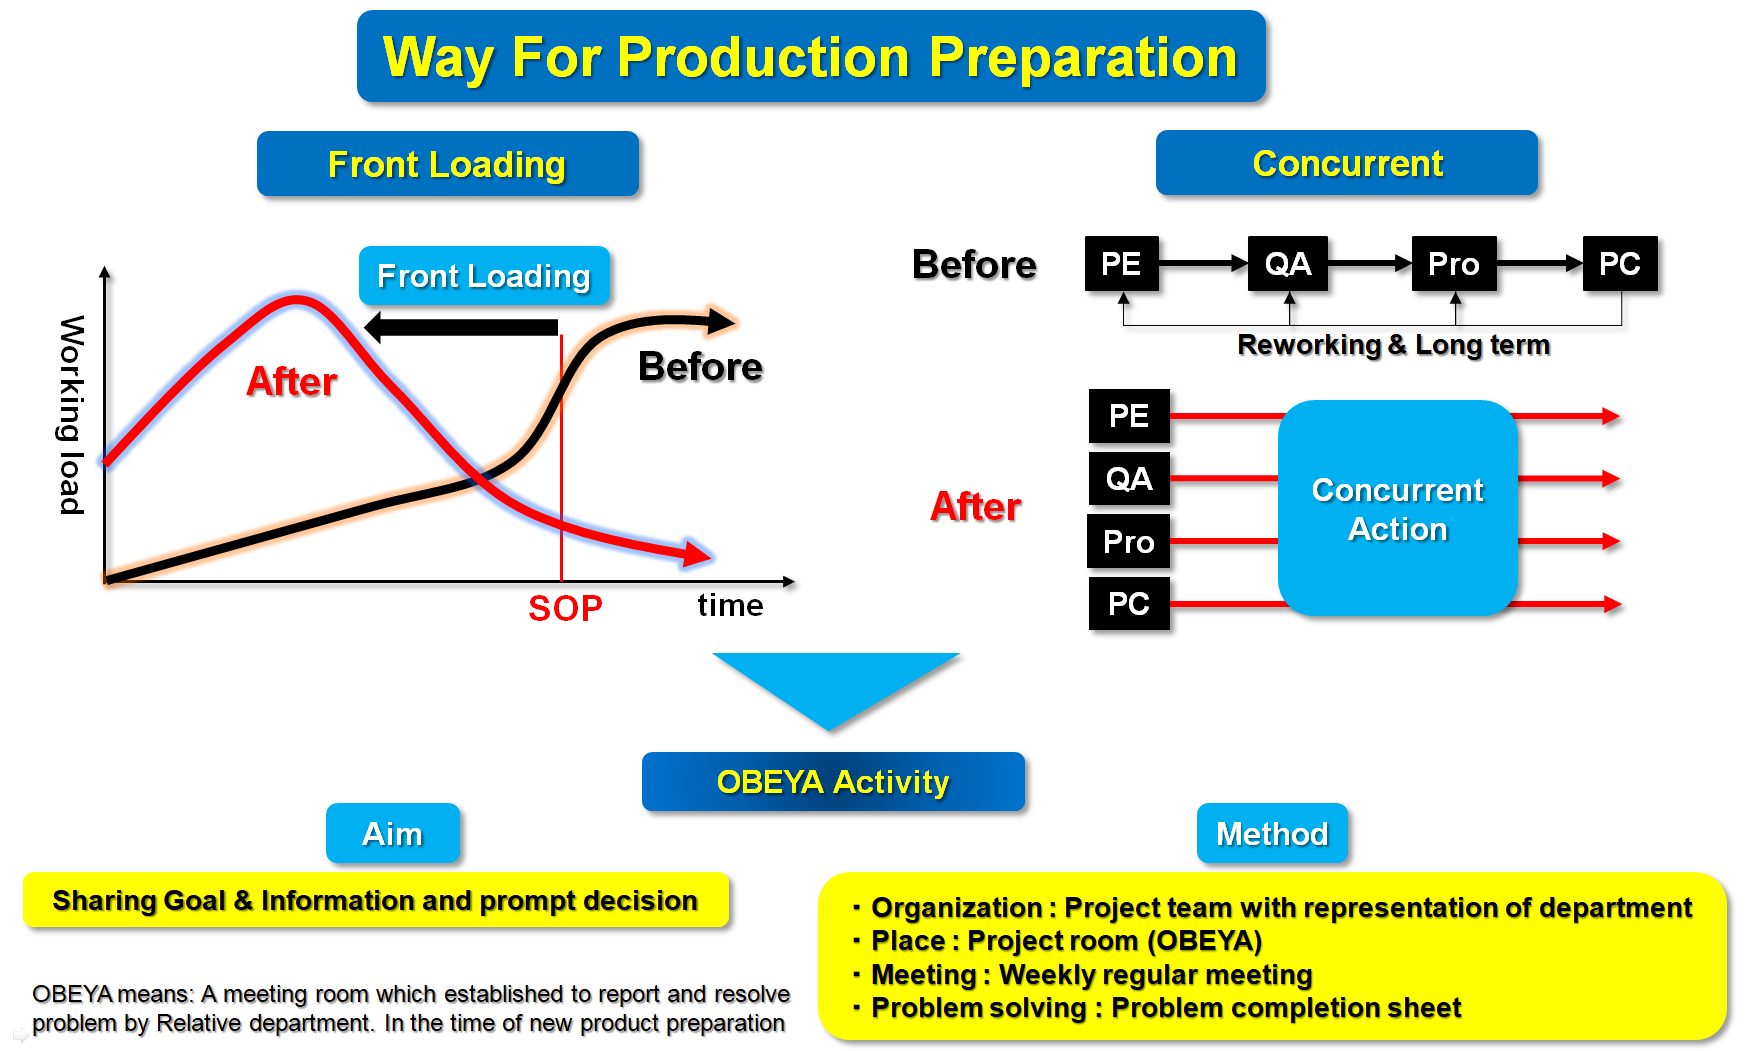 Way For Production Preparation
Front Loading
Concurrent
Front Loading
Working load
After
Before
SOP
time
Before
PE
QA
Pro
PC
Reworking & Long term
After
PE
QA
Pro
PC
Concurrent
Action
OBEYA Activity
Aim
Sharing Goal & Information and prompt decision
OBEYA means: A meeting room which established to report and resolve
problem by Relative department. In the time of new product preparation
Method
・Organization : Project team with representation of department
・Place : Project room (OBEYA)
・Meeting : Weekly regular meeting
・Problem solving : Problem completion sheet